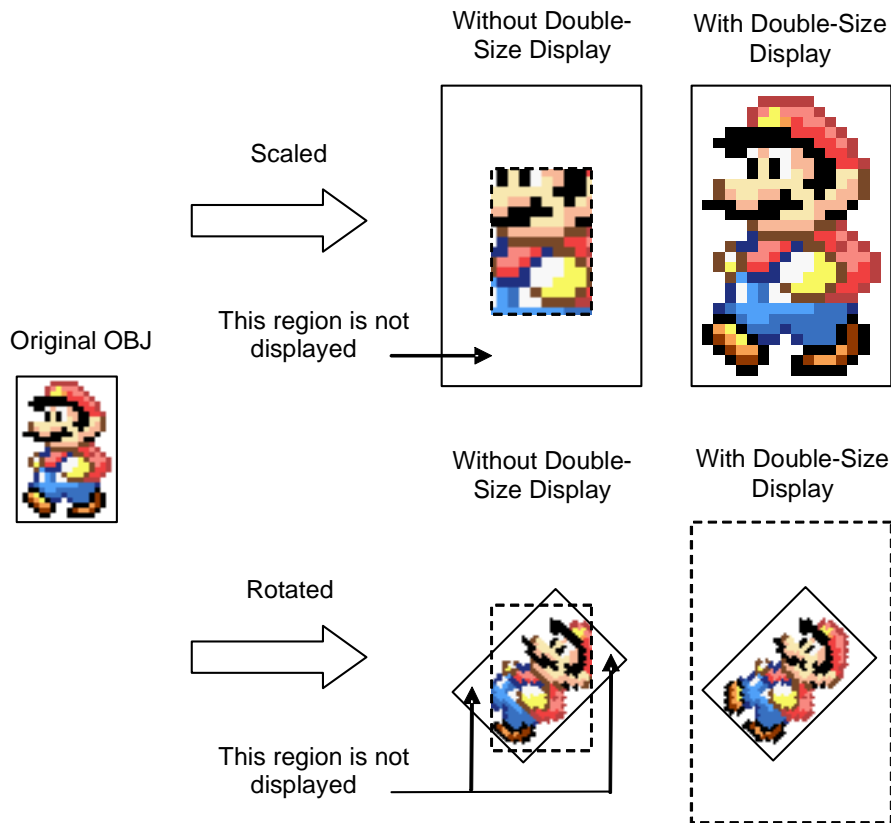 Without Double-
Size Display
With Double-Size
Display
Scaled
This region is not
displayed
Original OBJ
Without Double-
Size Display
With Double-Size
Display
Rotated
This region is not
displayed